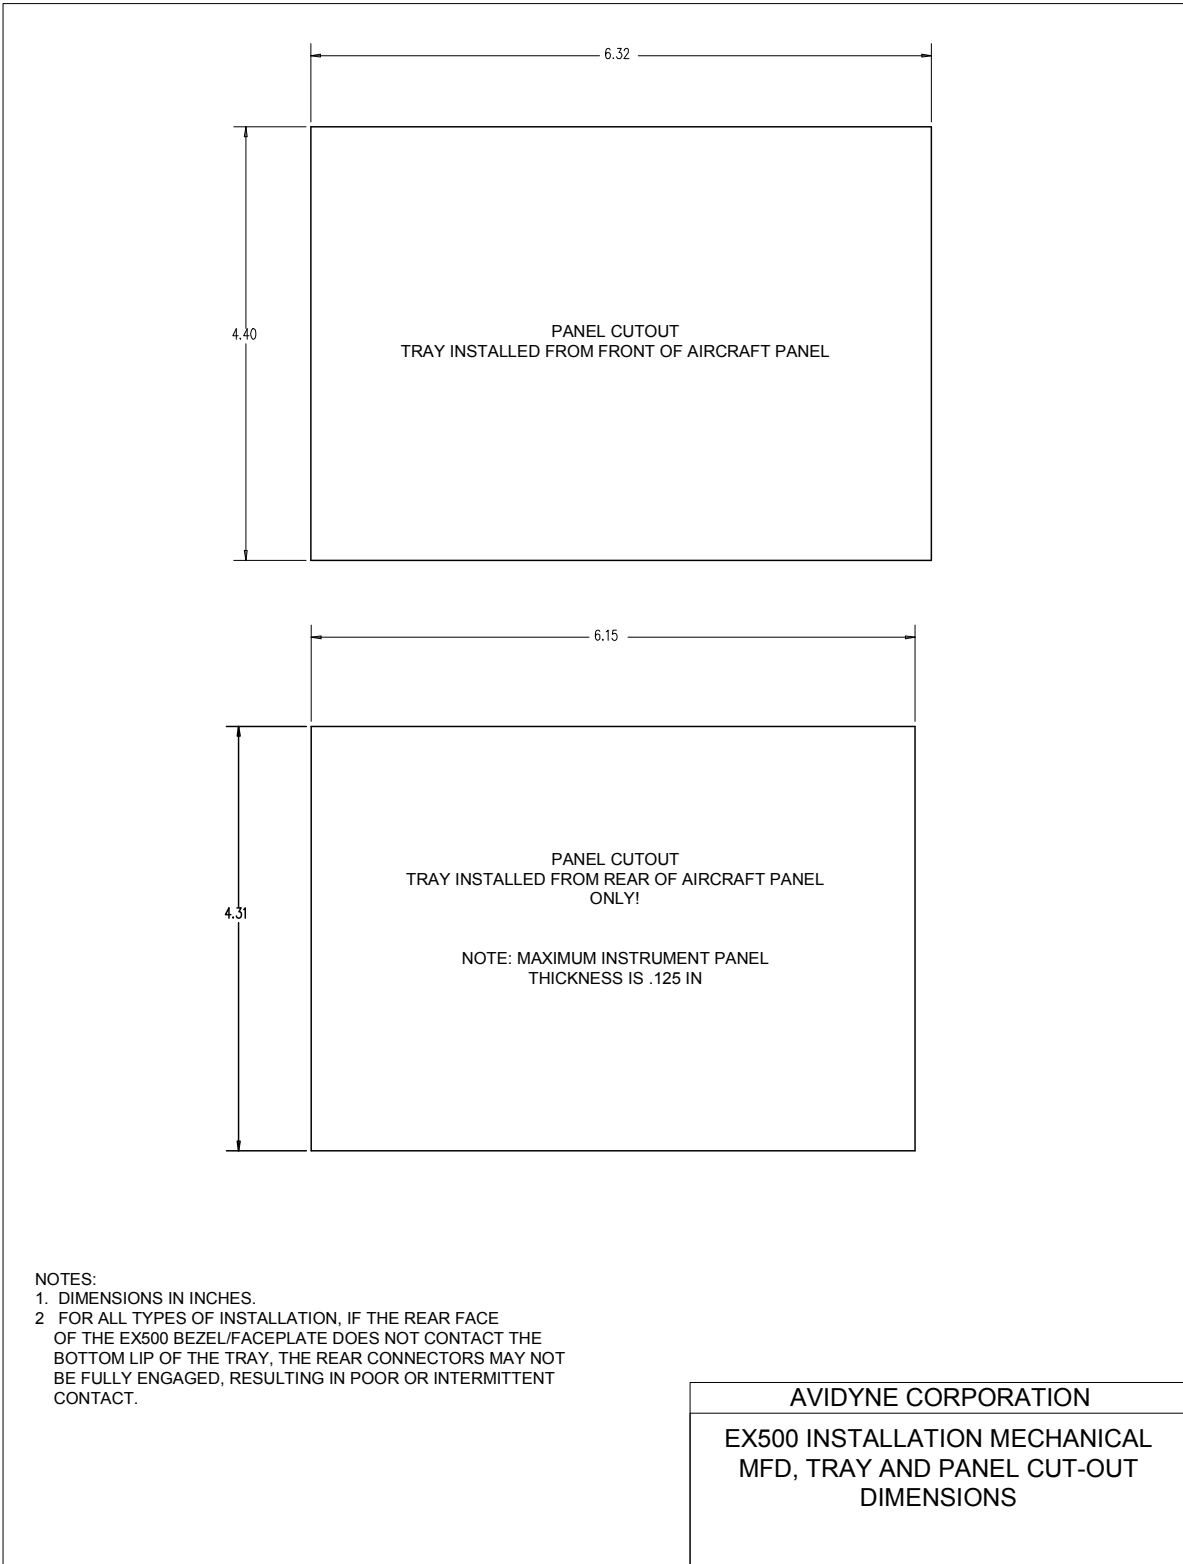 6.32
4.40
PANEL CUTOUT
TRAY INSTALLED FROM FRONT OF AIRCRAFT PANEL
6.15
4.31
PANEL CUTOUT
TRAY INSTALLED FROM REAR OF AIRCRAFT PANEL
ONLY!
NOTE: MAXIMUM INSTRUMENT PANEL
THICKNESS IS .125 IN
NOTES:
1. DIMENSIONS IN INCHES.
2 FOR ALL TYPES OF INSTALLATION, IF THE REAR FACE
OF THE EX500 BEZEL/FACEPLATE DOES NOT CONTACT THE
BOTTOM LIP OF THE TRAY, THE REAR CONNECTORS MAY NOT
BE FULLY ENGAGED, RESULTING IN POOR OR INTERMITTENT
CONTACT.
AVIDYNE CORPORATION
EX500 INSTALLATION MECHANICAL
MFD, TRAY AND PANEL CUT-OUT
DIMENSIONS